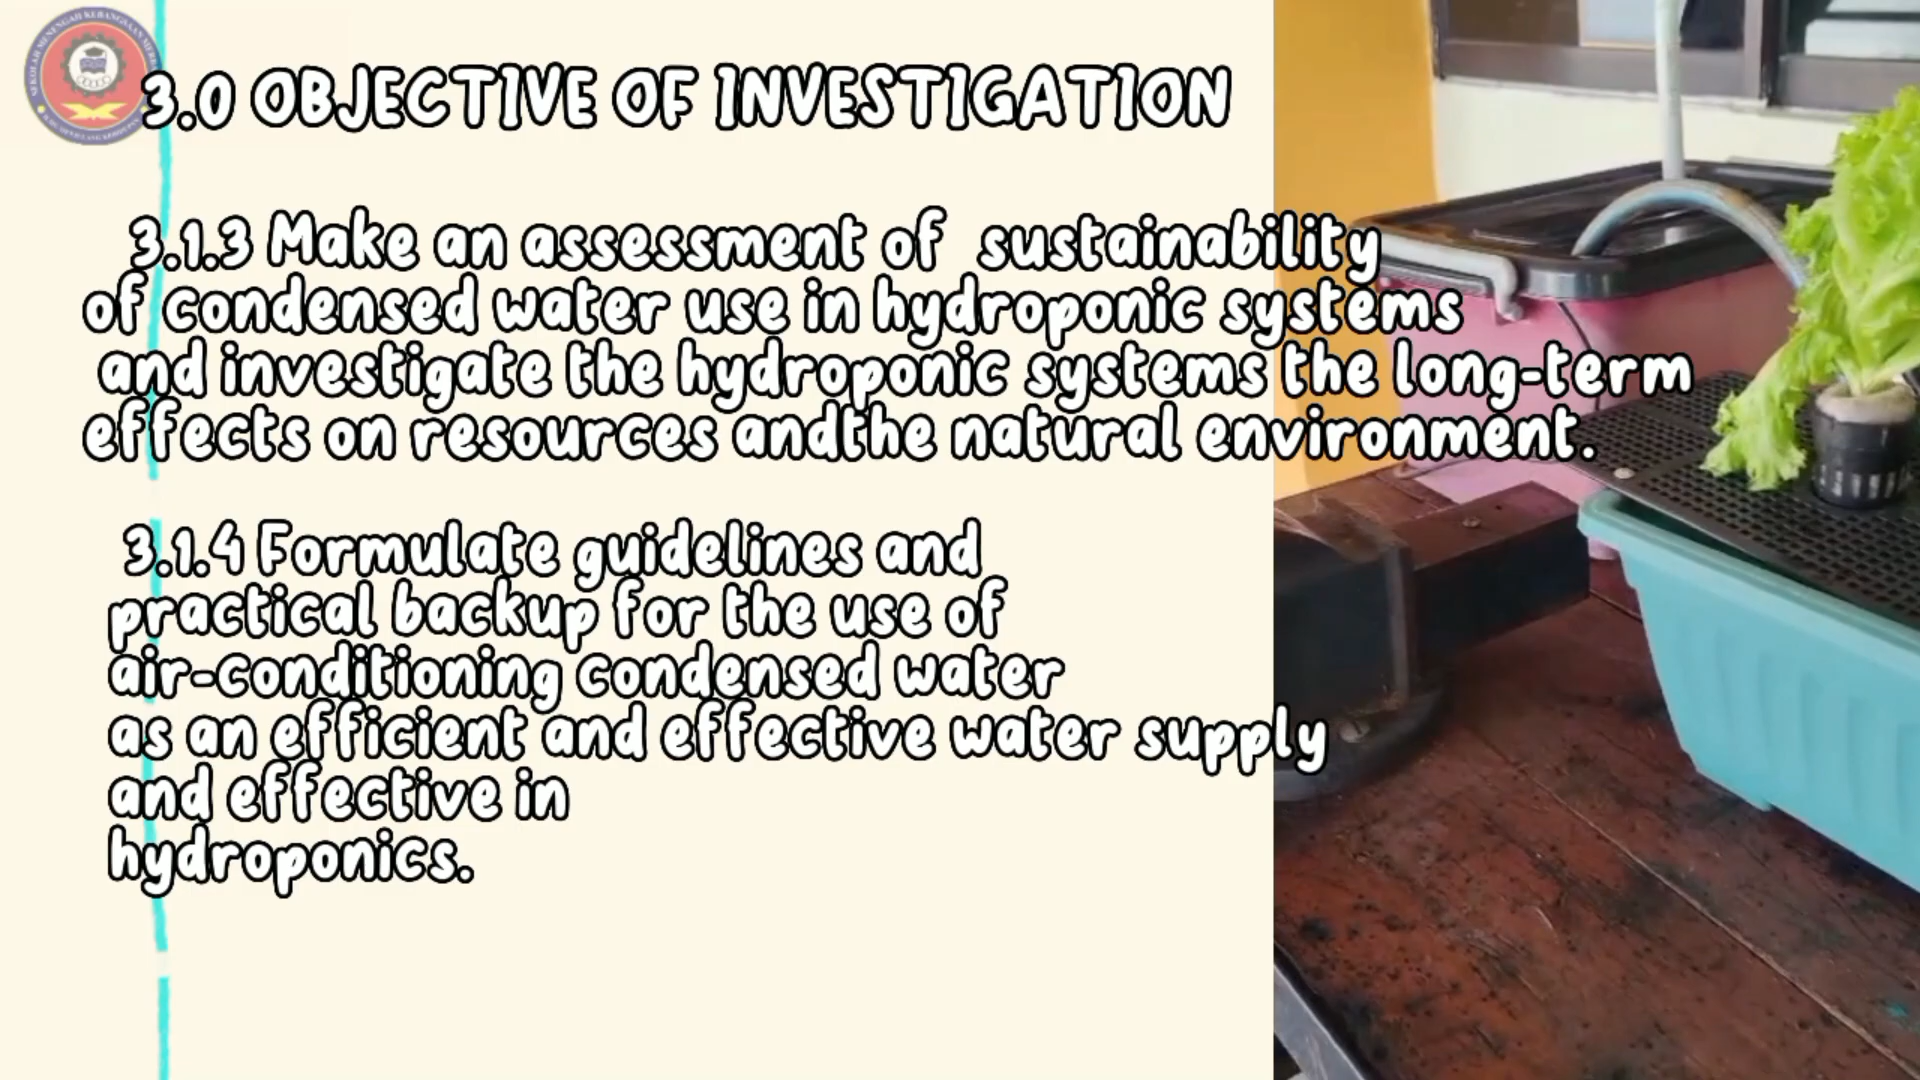 3.0 OBJECTIVE OF INVESTIGATION
3.1.3 Make an assessment of sustainability
of condensed water use in hydroponic systems
and investigate the hydroponic systems the long-term
effects on resources andthe natural environment.
3.1.4 Formulate guidelines and
practical backup for the use of
air-conditioning condensed water
as an efficient and effective water supply
and effective in
hydroponics.